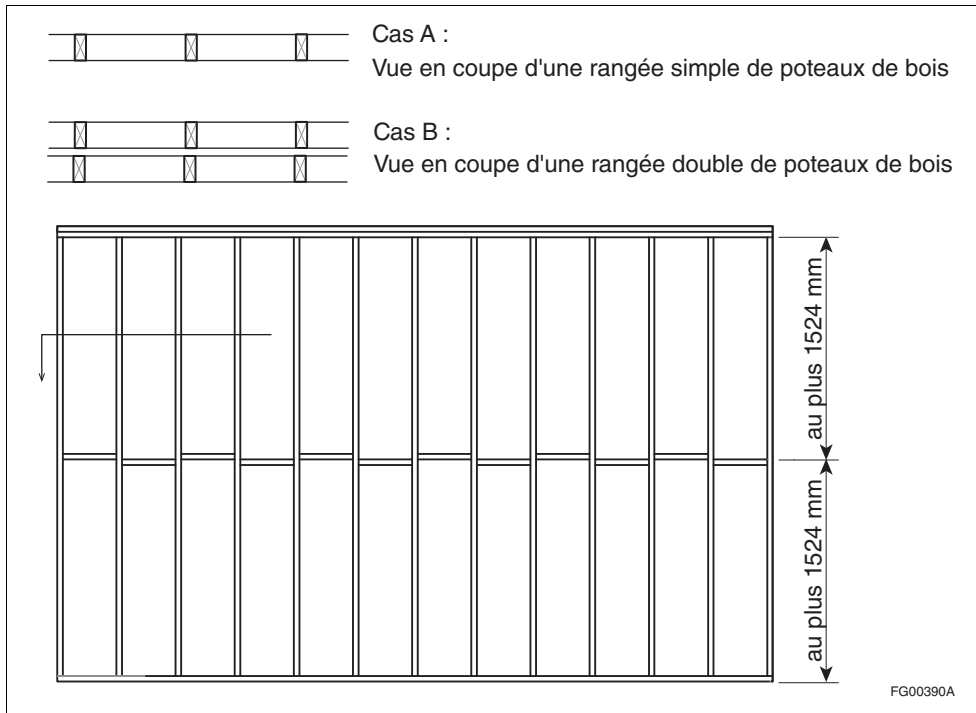 Cas A :
Vue en coupe d'une rangée simple de poteaux de bois
Cas B :
Vue en coupe d'une rangée double de poteaux de bois
au plus 1524 mm
au plus 1524 mm
FG00390A